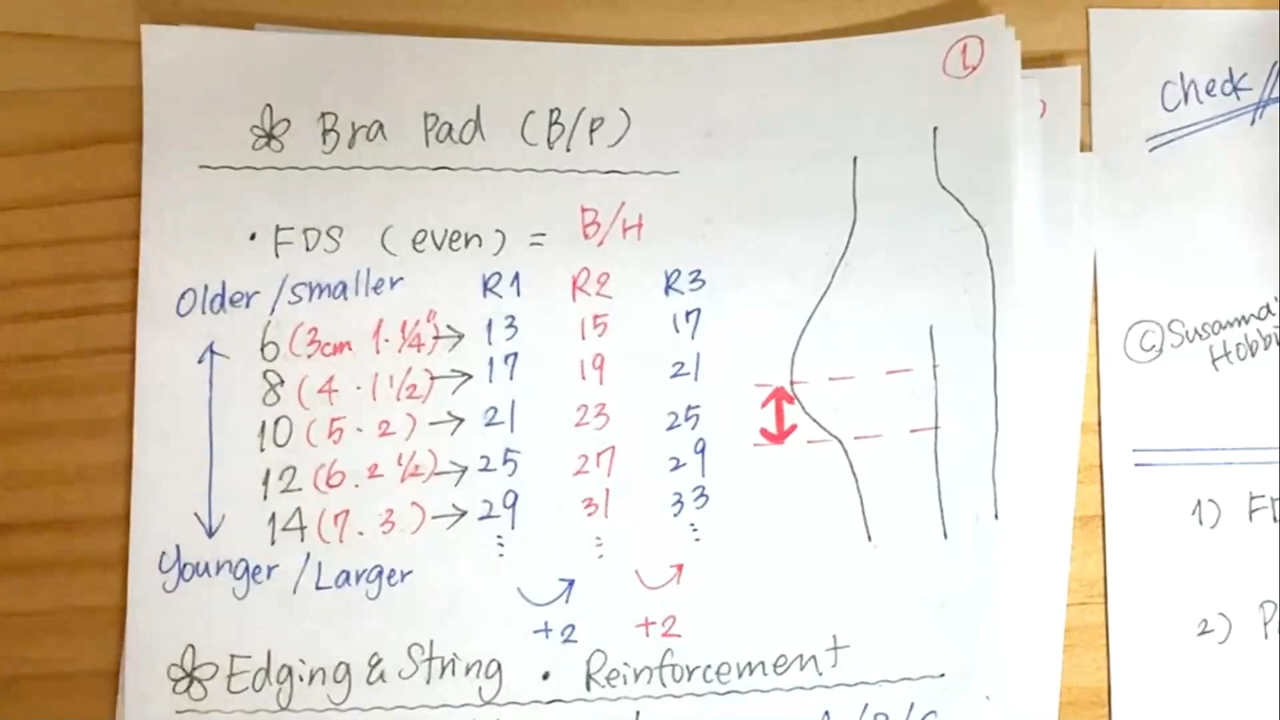 1
Bra Pad (B/P)
· FDS (even) = B/H
Older/smaller R1 R2 R3
6 (3cm 1·1/4") → 13 15 17
8 (4 · 1 1/2) → 17 19 21
10 (5 · 2) → 21 23 25
12 (6 . 2 1/2) → 25 27 29
14 (7 . 3.) → 29 31 33
Younger/Larger
+2 +2
Edging & String · Reinforcement
Check
© Susanna
Hobbi
1)
2)